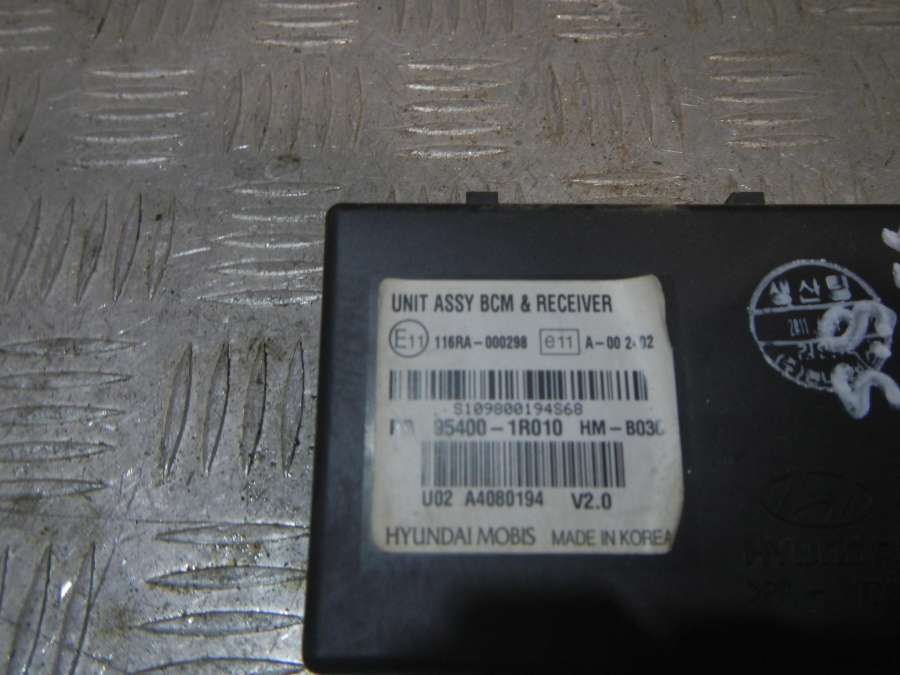 UNIT ASSY BCM & RECEIVER
E11 116RA-000298 e11 A-00 2402
S109800194S68
95400-1R010 HM-B030
U02 A4080194 V2.0
HYUNDAI MOBIS MADE IN KOREA
생산팀
2011